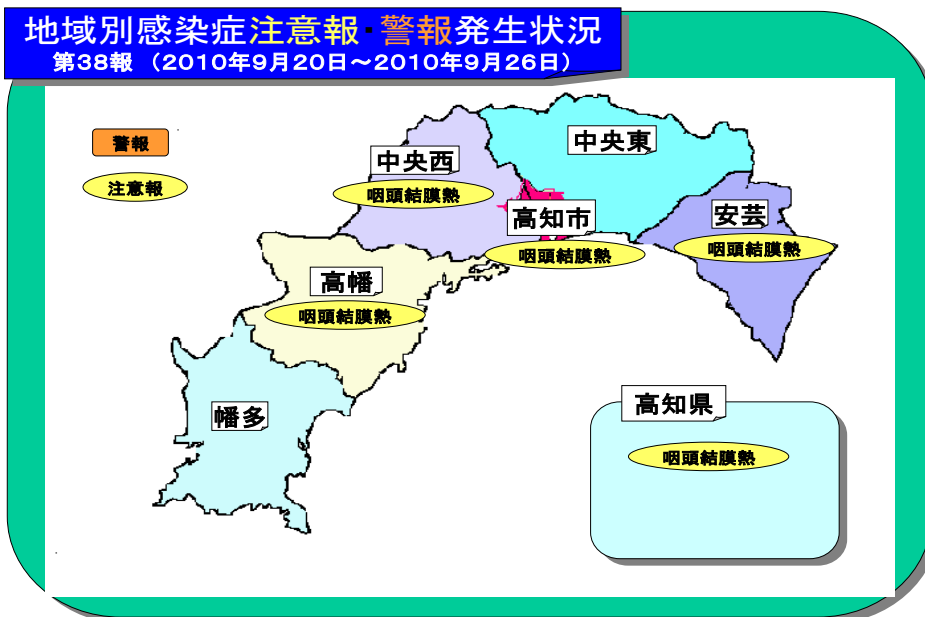 地域別感染症注意報・警報発生状況
第38報 （2010年9月20日～2010年9月26日）
警報
注意報
中央東
中央西
咽頭結膜熱
高知市
咽頭結膜熱
安芸
咽頭結膜熱
高幡
咽頭結膜熱
幡多
高知県
咽頭結膜熱